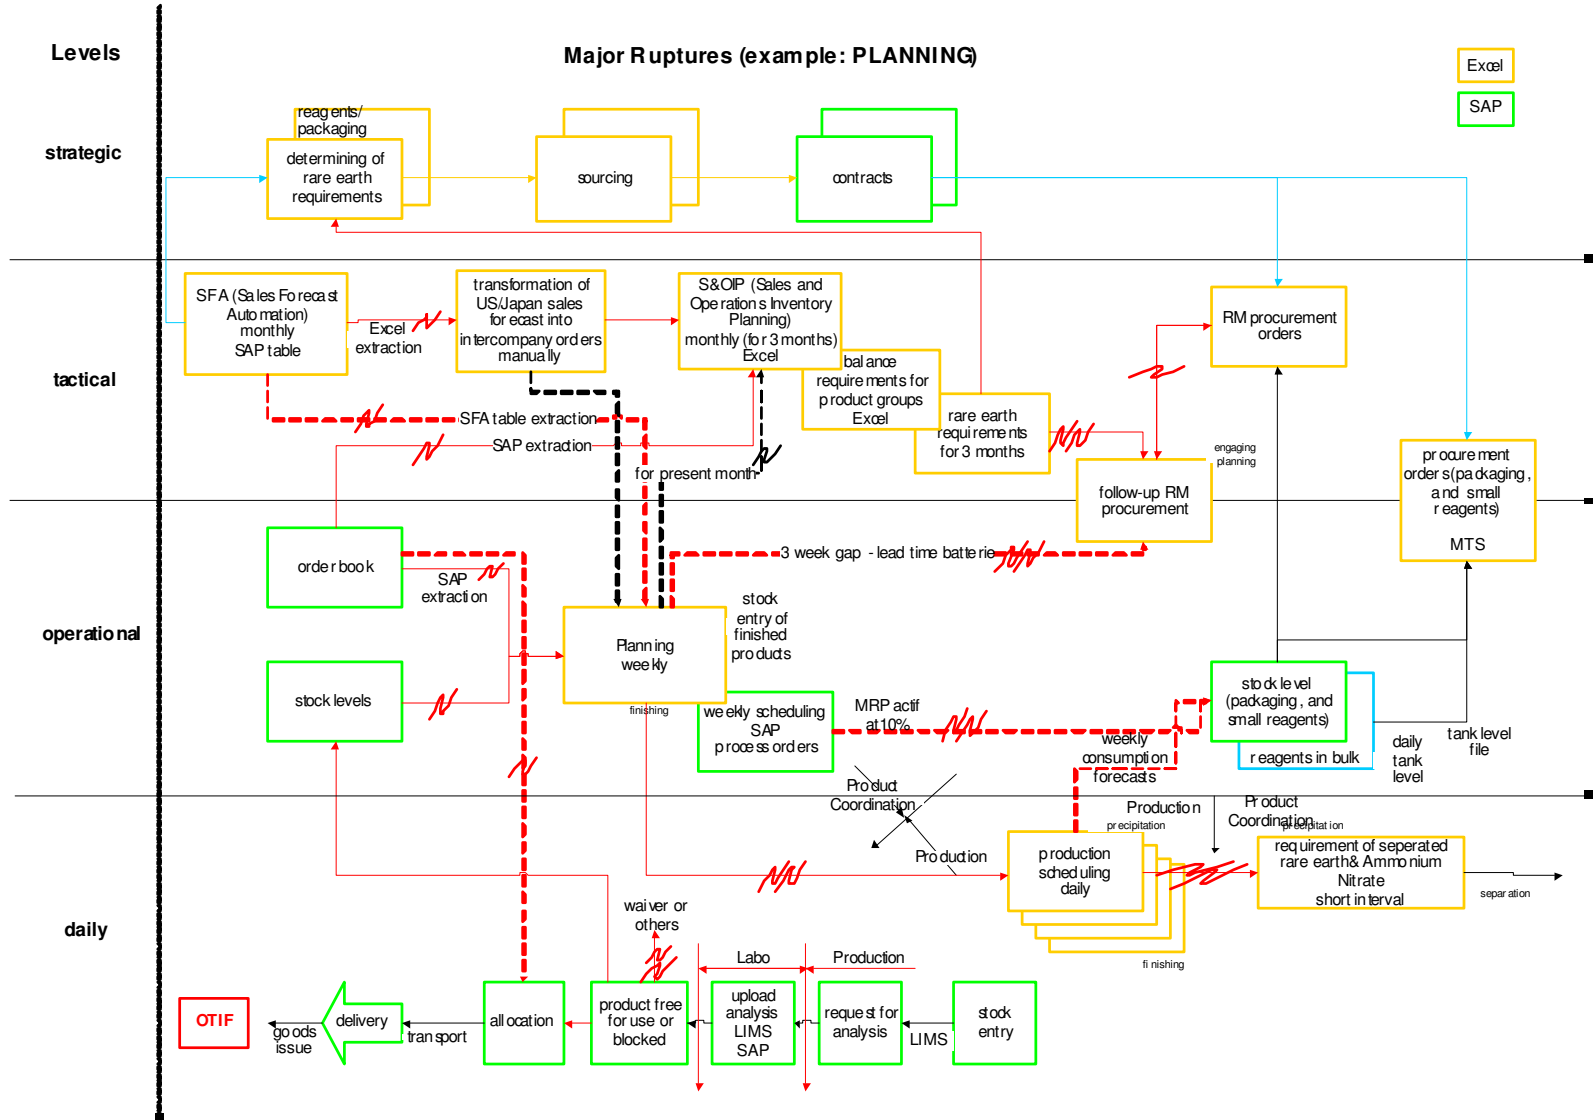 Levels
Major Ruptures (example: PLANNING)
Excel
SAP
strategic
reagents/
packaging
determining of
rare earth
requirements
sourcing
contracts
tactical
SFA (Sales Forecast
Automation)
monthly
SAP table
Excel
extraction
transformation of
US/Japan sales
forecast into
intercompany orders
manually
S&OIP (Sales and
Operations Inventory
Planning)
monthly (for 3 months)
Excel
balance
requirements for
product groups
Excel
rare earth
requirements
for 3 months
RM procurement
orders
SFA table extraction
SAP extraction
for present month
engaging
planning
follow-up RM
procurement
procurement
orders(packaging,
and small
reagents)
MTS
operational
orderbook
SAP
extraction
3 week gap - lead time batterie
Planning
weekly
stock
entry of
finished
products
stock levels
finishing
weekly scheduling
SAP
process orders
MRP actif
at 10%
weekly
consumption
forecasts
stock level
(packaging, and
small reagents)
reagents in bulk
daily
tank
level
tank level
file
daily
Product
Coordination
Production
Production
Product
Coordination
precipitation
precipitation
production
scheduling
daily
requirement of seperated
rare earth& Ammonium
Nitrate
short interval
separation
finishing
waiver or
others
Labo
Production
OTIF
goods
issue
delivery
transport
allocation
product free
for use or
blocked
upload
analysis
LIMS
SAP
request for
analysis
LIMS
stock
entry